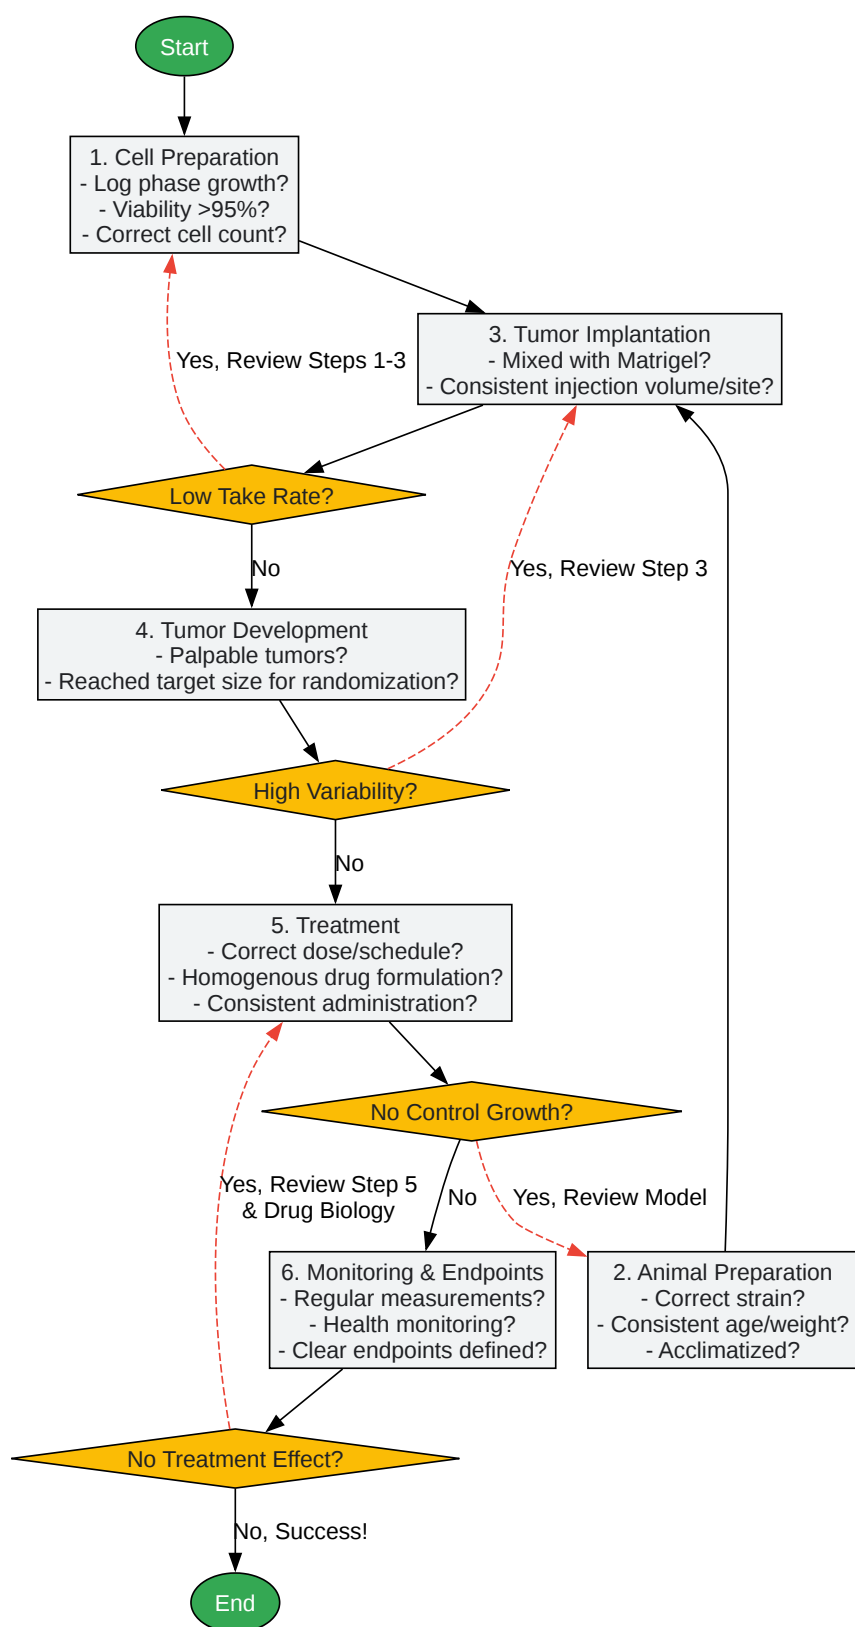 Start
1. Cell Preparation
- Log phase growth?
- Viability >95%?
- Correct cell count?
3. Tumor Implantation
- Mixed with Matrigel?
- Consistent injection volume/site?
Yes, Review Steps 1-3
Low Take Rate?
No
Yes, Review Step 3
4. Tumor Development
- Palpable tumors?
- Reached target size for randomization?
High Variability?
No
5. Treatment
- Correct dose/schedule?
- Homogenous drug formulation?
- Consistent administration?
No Control Growth?
Yes, Review Step 5
& Drug Biology
No
Yes, Review Model
6. Monitoring & Endpoints
- Regular measurements?
- Health monitoring?
- Clear endpoints defined?
2. Animal Preparation
- Correct strain?
- Consistent age/weight?
- Acclimatized?
No Treatment Effect?
No, Success!
End